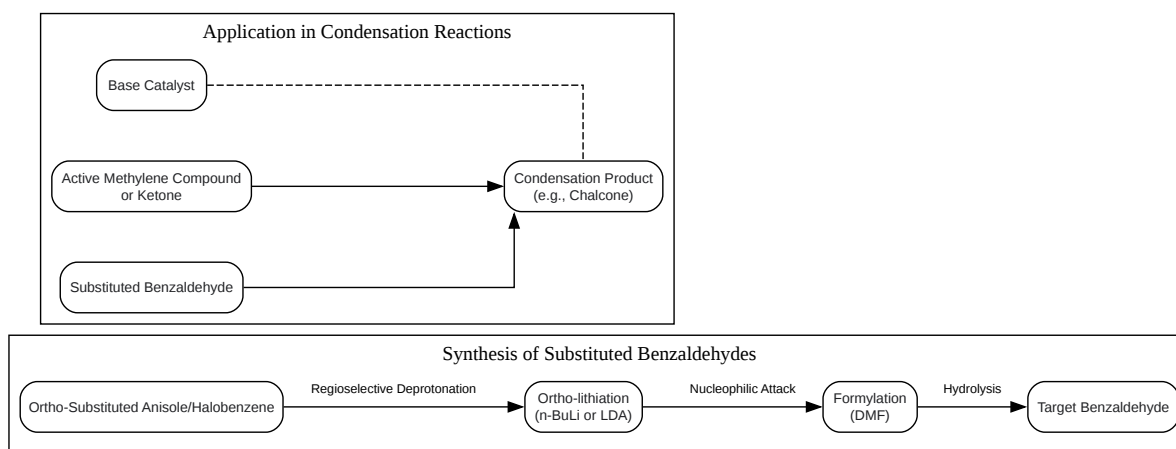 Application in Condensation Reactions
Base Catalyst
Active Methylene Compound
or Ketone
Condensation Product
(e.g., Chalcone)
Substituted Benzaldehyde
Synthesis of Substituted Benzaldehydes
Ortho-Substituted Anisole/Halobenzene
Regioselective Deprotonation
Ortho-lithiation
(n-BuLi or LDA)
Nucleophilic Attack
Formylation
(DMF)
Hydrolysis
Target Benzaldehyde